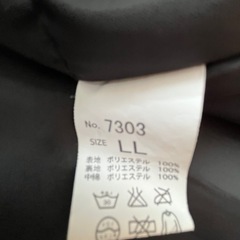 No. 7303
SIZE LL
表地 ポリエステル 100%
裏地 ポリエステル 100%
中綿 ポリエステル 100%